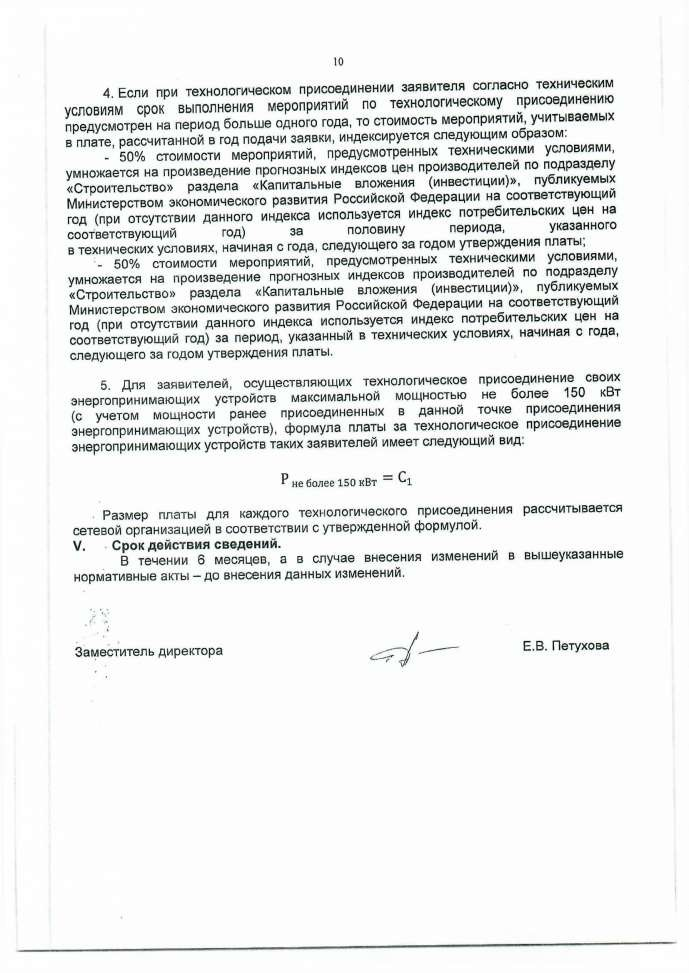 10
4. Если при технологическом присоединении заявителя согласно техническим
условиям срок выполнения мероприятий по технологическому присоединению
предусмотрен на период больше одного года, то стоимость мероприятий, учитываемых
в плате, рассчитанной в год подачи заявки, индексируется следующим образом:
- 50% стоимости мероприятий, предусмотренных техническими условиями,
умножается на произведение прогнозных индексов цен производителей по подразделу
«Строительство» раздела «Капитальные вложения (инвестиции)», публикуемых
Министерством экономического развития Российской Федерации на соответствующий
год (при отсутствии данного индекса используется индекс потребительских цен на
соответствующий год) за половину периода, указанного
в технических условиях, начиная с года, следующего за годом утверждения платы;
- 50% стоимости мероприятий, предусмотренных техническими условиями,
умножается на произведение прогнозных индексов производителей по подразделу
«Строительство» раздела «Капитальные вложения (инвестиции)», публикуемых
Министерством экономического развития Российской Федерации на соответствующий
год (при отсутствии данного индекса используется индекс потребительских цен на
соответствующий год) за период, указанный в технических условиях, начиная с года,
следующего за годом утверждения платы.
5. Для заявителей, осуществляющих технологическое присоединение своих
энергопринимающих устройств максимальной мощностью не более 150 кВт
(с учетом мощности ранее присоединенных в данной точке присоединения
энергопринимающих устройств), формула платы за технологическое присоединение
энергопринимающих устройств таких заявителей имеет следующий вид:
P не более 150 кВт = C1
Размер платы для каждого технологического присоединения рассчитывается
сетевой организацией в соответствии с утвержденной формулой.
V. Срок действия сведений.
В течении 6 месяцев, а в случае внесения изменений в вышеуказанные
нормативные акты – до внесения данных изменений.
Заместитель директора Е.В. Петухова